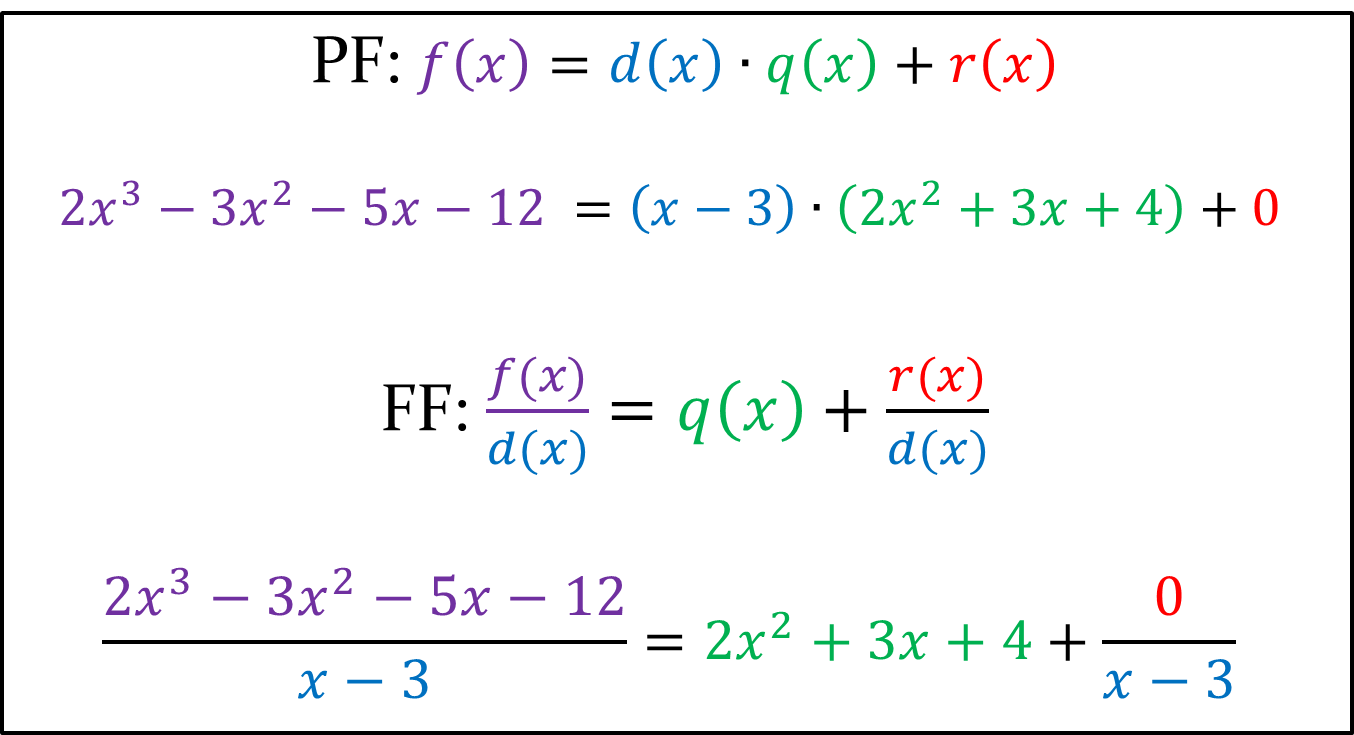 PF: f(x) = d(x) · q(x) + r(x)
2x³ − 3x² − 5x − 12 = (x − 3) · (2x² + 3x + 4) + 0
FF: f(x)/d(x) = q(x) + r(x)/d(x)
(2x³ − 3x² − 5x − 12)/(x − 3) = 2x² + 3x + 4 + 0/(x − 3)